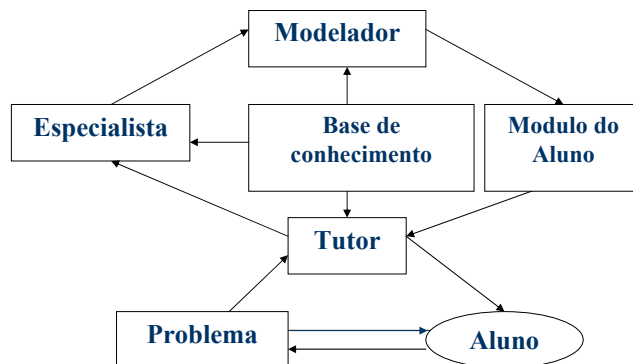 Modelador
Especialista
Base de
conhecimento
Modulo do
Aluno
Tutor
Problema
Aluno